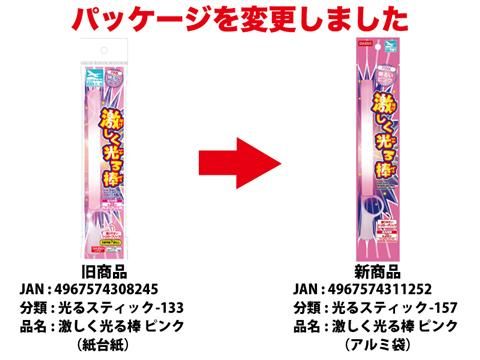 パッケージを変更しました
激しく光る棒
激しく光る棒
旧商品
JAN : 4967574308245
分類 : 光るスティック-133
品名 : 激しく光る棒 ピンク
（紙台紙）
新商品
JAN : 4967574311252
分類 : 光るスティック-157
品名 : 激しく光る棒 ピンク
（アルミ袋）